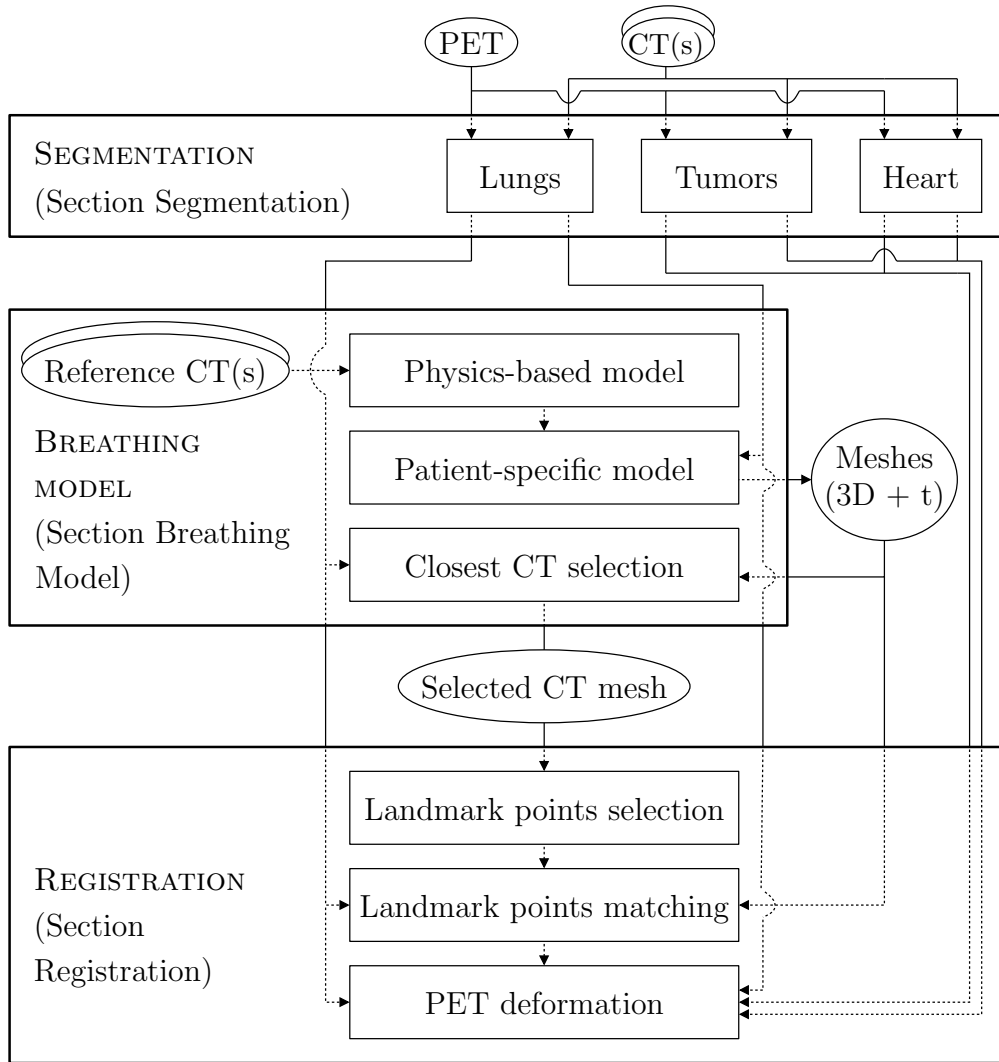 PET
CT(s)
SEGMENTATION
(Section Segmentation)
Lungs
Tumors
Heart
Reference CT(s)
Physics-based model
BREATHING
MODEL
(Section Breathing
Model)
Patient-specific model
Meshes
(3D + t)
Closest CT selection
Selected CT mesh
Landmark points selection
REGISTRATION
(Section
Registration)
Landmark points matching
PET deformation